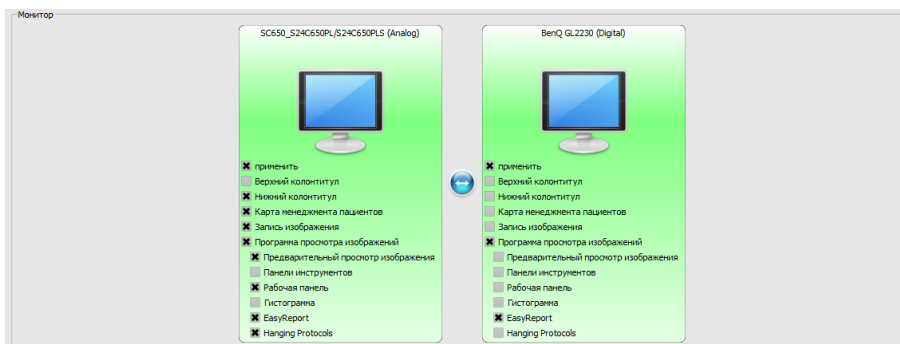 Монитор
SC650_S24C650PL/S24C650PLS (Analog)
применить
Верхний колонтитул
Нижний колонтитул
Карта менеджмента пациентов
Запись изображения
Программа просмотра изображений
Предварительный просмотр изображения
Панели инструментов
Рабочая панель
Гистограмма
EasyReport
Hanging Protocols
BenQ GL2230 (Digital)
применить
Верхний колонтитул
Нижний колонтитул
Карта менеджмента пациентов
Запись изображения
Программа просмотра изображений
Предварительный просмотр изображения
Панели инструментов
Рабочая панель
Гистограмма
EasyReport
Hanging Protocols